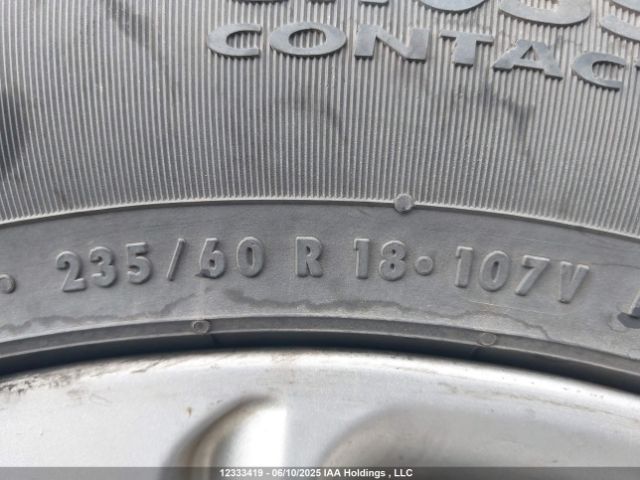 CONTACT
235/60 R 18 107V
12333419 - 06/10/2025 IAA Holdings , LLC